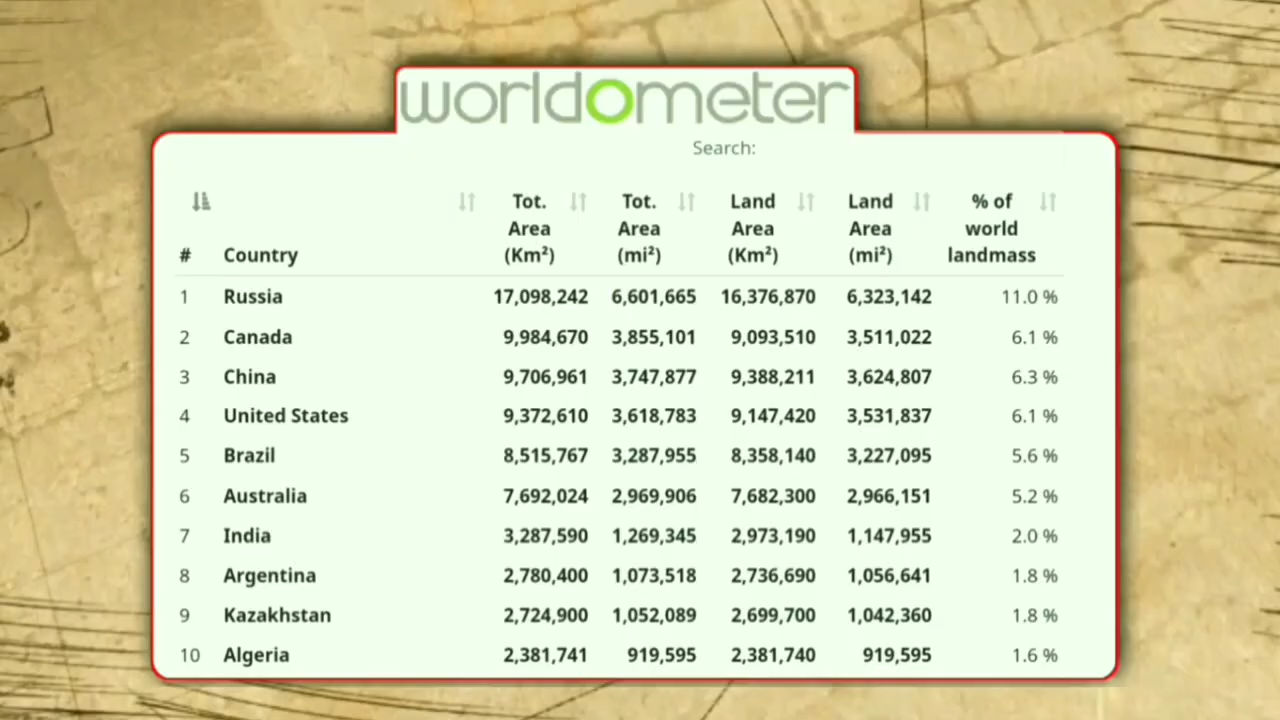 worldometer
Search:
# Country Tot. Area (Km²) Tot. Area (mi²) Land Area (Km²) Land Area (mi²) % of world landmass
1 Russia 17,098,242 6,601,665 16,376,870 6,323,142 11.0 %
2 Canada 9,984,670 3,855,101 9,093,510 3,511,022 6.1 %
3 China 9,706,961 3,747,877 9,388,211 3,624,807 6.3 %
4 United States 9,372,610 3,618,783 9,147,420 3,531,837 6.1 %
5 Brazil 8,515,767 3,287,955 8,358,140 3,227,095 5.6 %
6 Australia 7,692,024 2,969,906 7,682,300 2,966,151 5.2 %
7 India 3,287,590 1,269,345 2,973,190 1,147,955 2.0 %
8 Argentina 2,780,400 1,073,518 2,736,690 1,056,641 1.8 %
9 Kazakhstan 2,724,900 1,052,089 2,699,700 1,042,360 1.8 %
10 Algeria 2,381,741 919,595 2,381,740 919,595 1.6 %